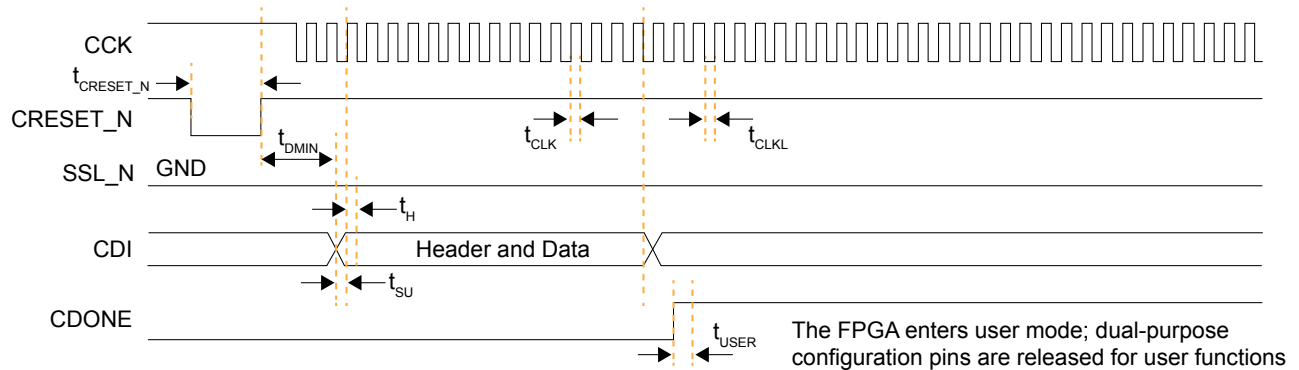 CCK
tCRESET_N
CRESET_N
tDMIN
tCLK
tCLKL
SSL_N
GND
tH
CDI
Header and Data
tSU
CDONE
tUSER
The FPGA enters user mode; dual-purpose
configuration pins are released for user functions